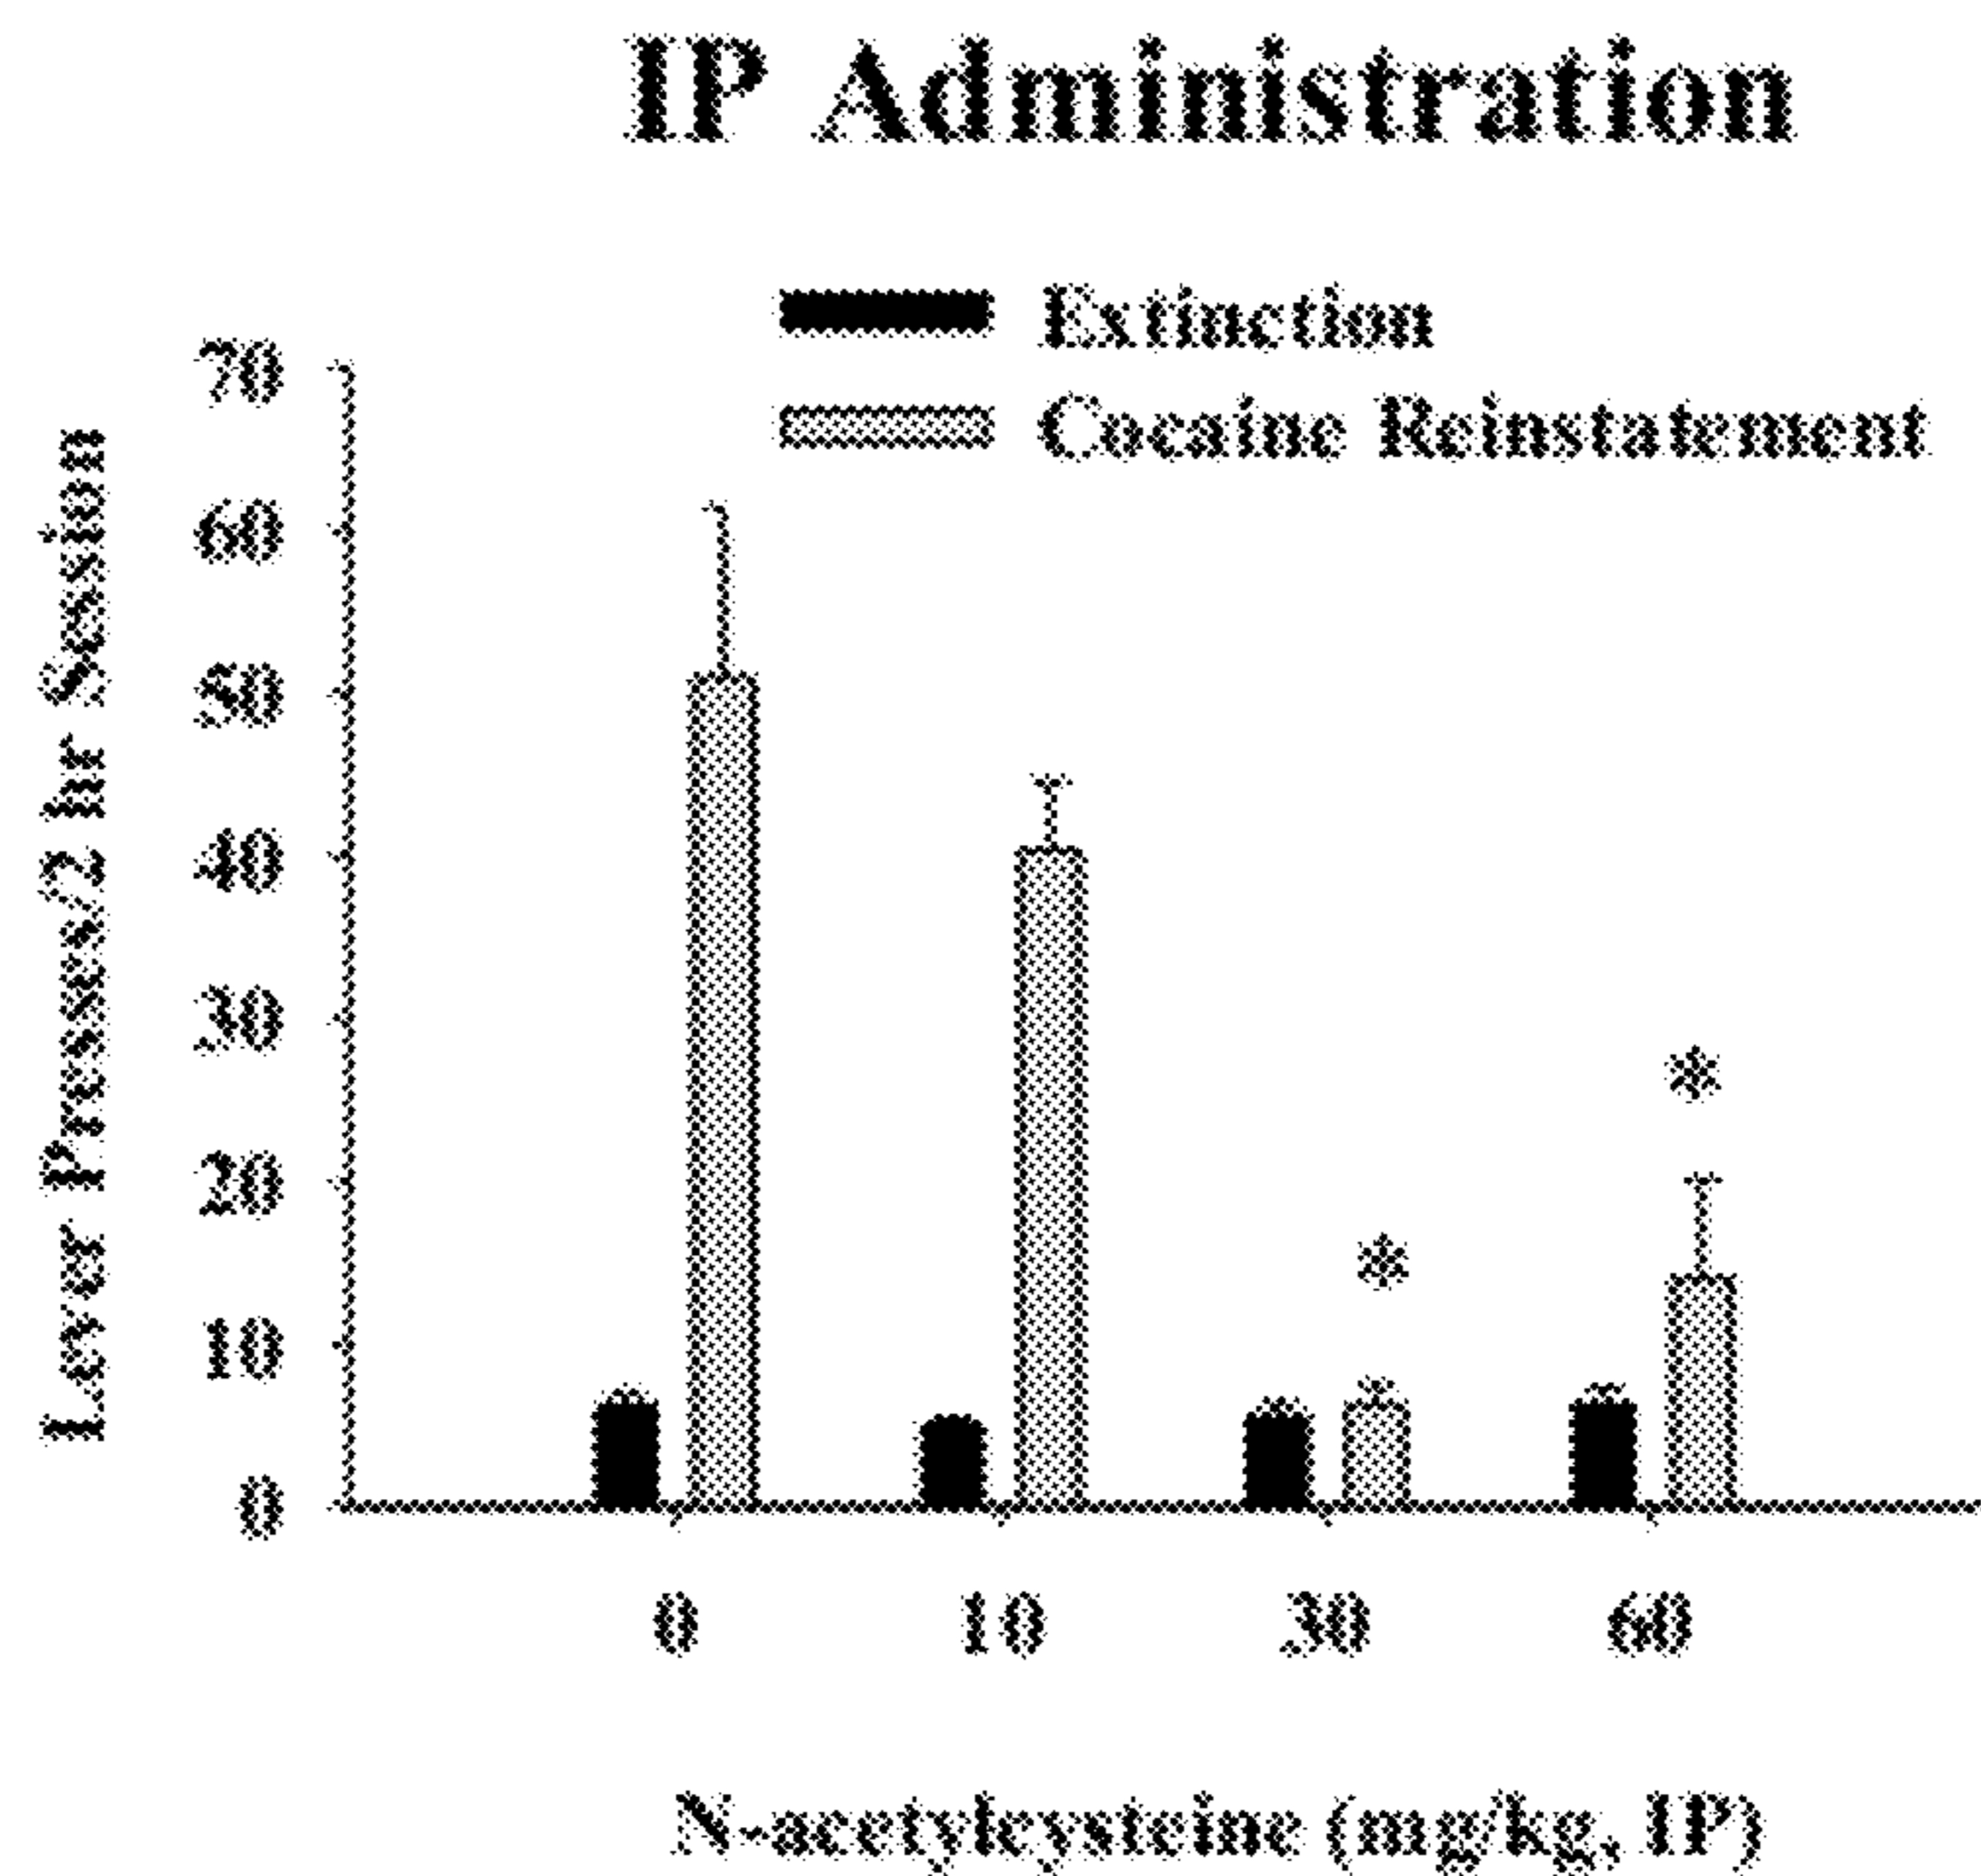 IP Administration
Extinction
Cocaine Reinstatement
Lever Presses/2 hr Session
70
60
50
40
30
20
10
0
*
*
0 10 30 60
N-acetylcysteine (mg/kg, IP)